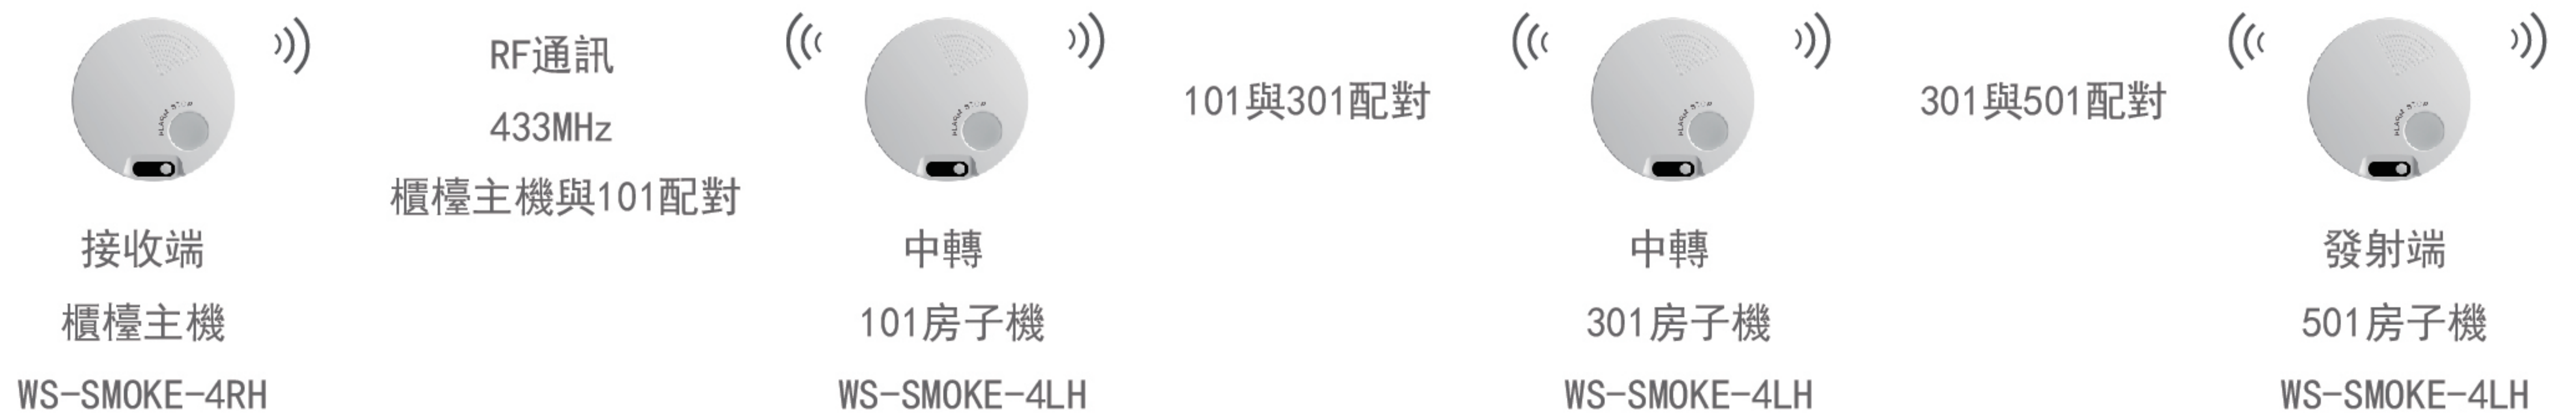 RF通訊
433MHz
櫃檯主機與101配對
101與301配對
301與501配對
接收端
櫃檯主機
WS-SMOKE-4RH
中轉
101房子機
WS-SMOKE-4LH
中轉
301房子機
WS-SMOKE-4LH
發射端
501房子機
WS-SMOKE-4LH